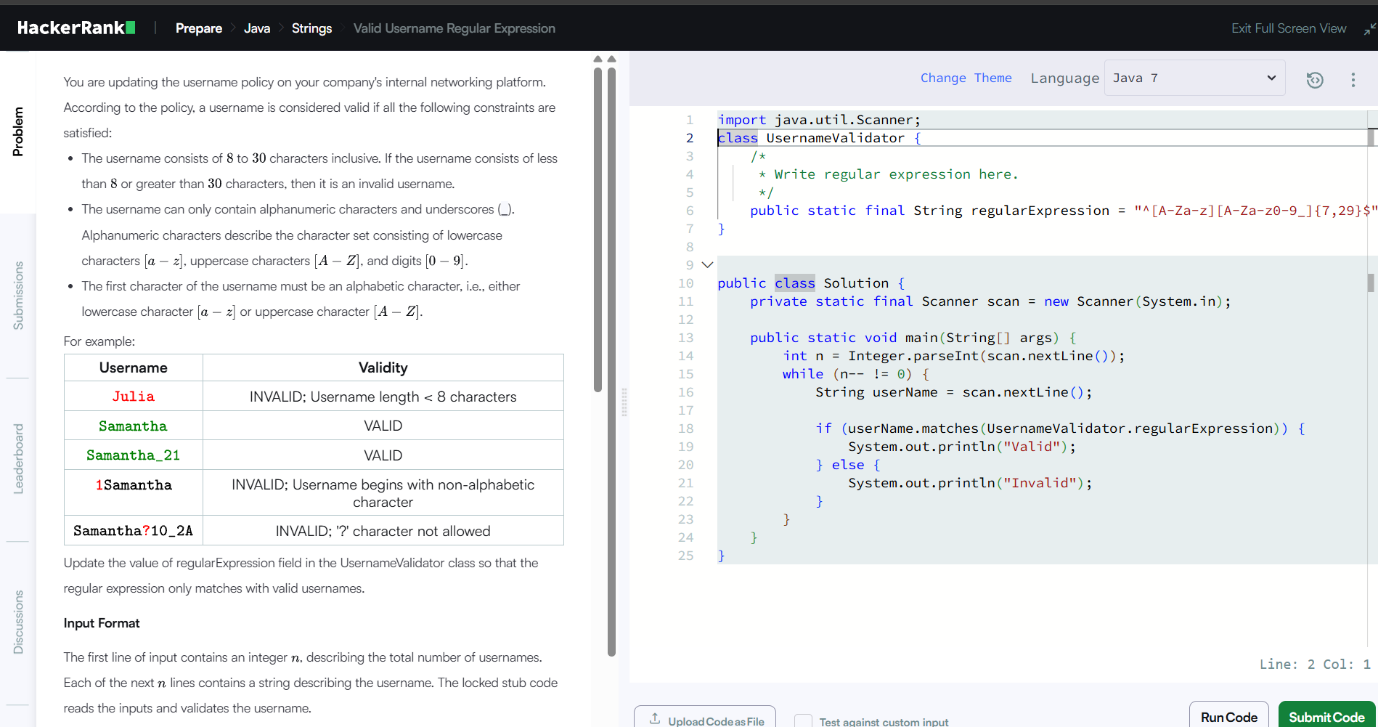 HackerRank | Prepare > Java > Strings > Valid Username Regular Expression Exit Full Screen View
Problem
Submissions
Leaderboard
Discussions
You are updating the username policy on your company's internal networking platform.
According to the policy, a username is considered valid if all the following constraints are
satisfied:
• The username consists of 8 to 30 characters inclusive. If the username consists of less
than 8 or greater than 30 characters, then it is an invalid username.
• The username can only contain alphanumeric characters and underscores (_).
Alphanumeric characters describe the character set consisting of lowercase
characters [a – z], uppercase characters [A – Z], and digits [0 – 9].
• The first character of the username must be an alphabetic character, i.e., either
lowercase character [a – z] or uppercase character [A – Z].
For example:
Username Validity
Julia INVALID; Username length < 8 characters
Samantha VALID
Samantha_21 VALID
1Samantha INVALID; Username begins with non-alphabetic
character
Samantha?10_2A INVALID; '?' character not allowed
Update the value of regularExpression field in the UsernameValidator class so that the
regular expression only matches with valid usernames.
Input Format
The first line of input contains an integer n, describing the total number of usernames.
Each of the next n lines contains a string describing the username. The locked stub code
reads the inputs and validates the username.
Change Theme Language Java 7
1 import java.util.Scanner;
2 class UsernameValidator {
3 /*
4 * Write regular expression here.
5 */
6 public static final String regularExpression = "^[A-Za-z][A-Za-z0-9_]{7,29}$"
7 }
8
9
10 public class Solution {
11 private static final Scanner scan = new Scanner(System.in);
12
13 public static void main(String[] args) {
14 int n = Integer.parseInt(scan.nextLine());
15 while (n-- != 0) {
16 String userName = scan.nextLine();
17
18 if (userName.matches(UsernameValidator.regularExpression)) {
19 System.out.println("Valid");
20 } else {
21 System.out.println("Invalid");
22 }
23 }
24 }
25 }
Line: 2 Col: 1
Upload Code as File Test against custom input Run Code Submit Code